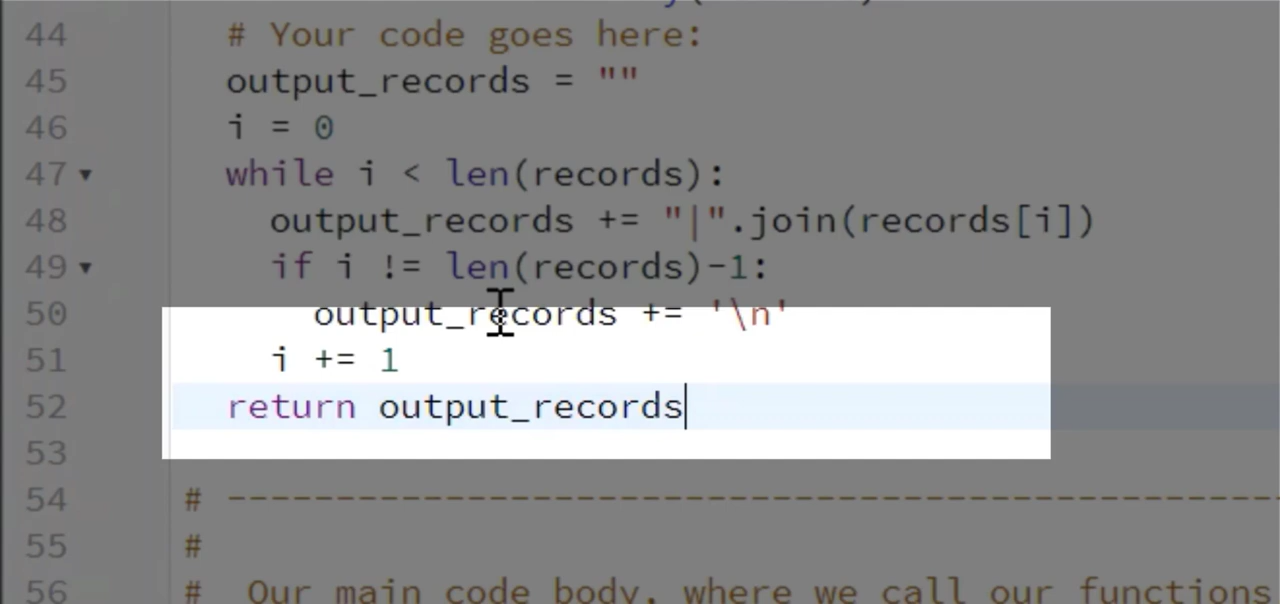 44 # Your code goes here:
45 output_records = ""
46 i = 0
47 while i < len(records):
48 output_records += "|".join(records[i])
49 if i != len(records)-1:
50 output_records += '\n'
51 i += 1
52 return output_records
53
54 # ------------------------------------------------
55 #
56 # Our main code body, where we call our functions